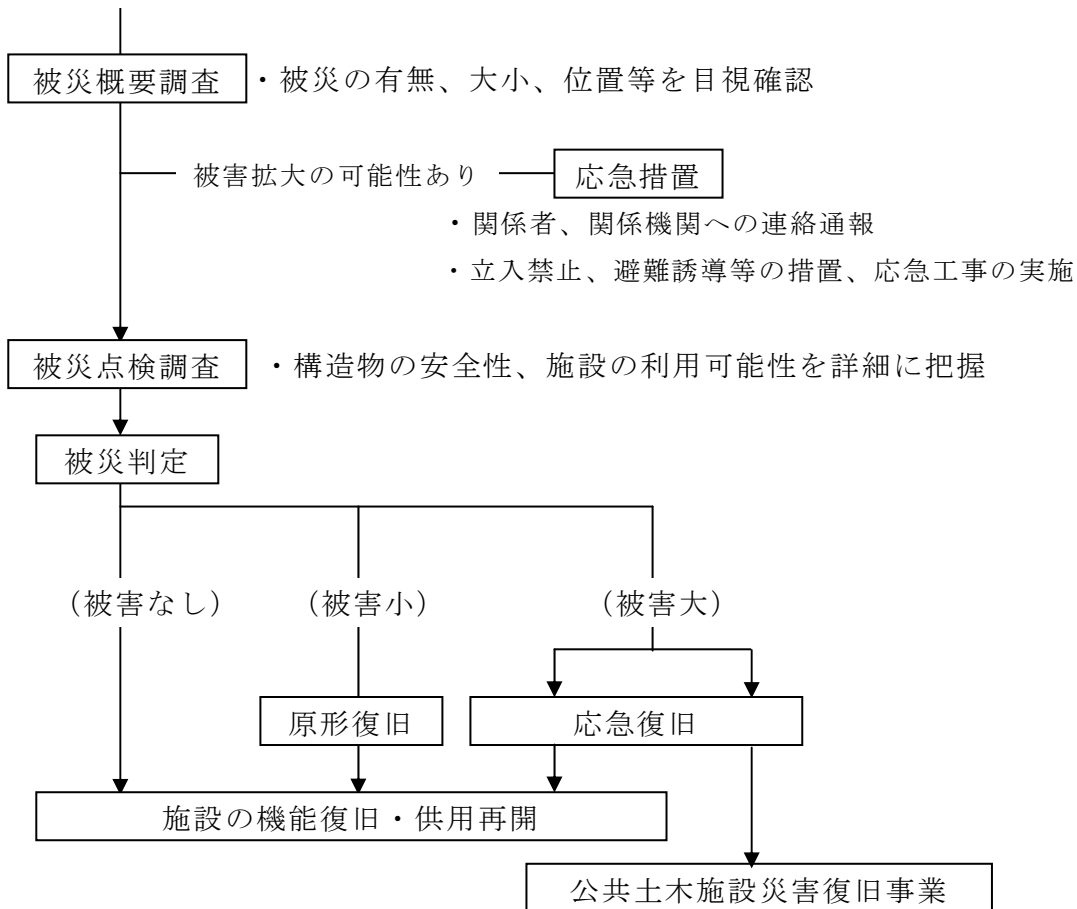 被災概要調査 ・被災の有無、大小、位置等を目視確認
被害拡大の可能性あり 応急措置
・関係者、関係機関への連絡通報
・立入禁止、避難誘導等の措置、応急工事の実施
被災点検調査 ・構造物の安全性、施設の利用可能性を詳細に把握
被災判定
(被害なし) (被害小) (被害大)
原形復旧 応急復旧
施設の機能復旧・供用再開
公共土木施設災害復旧事業